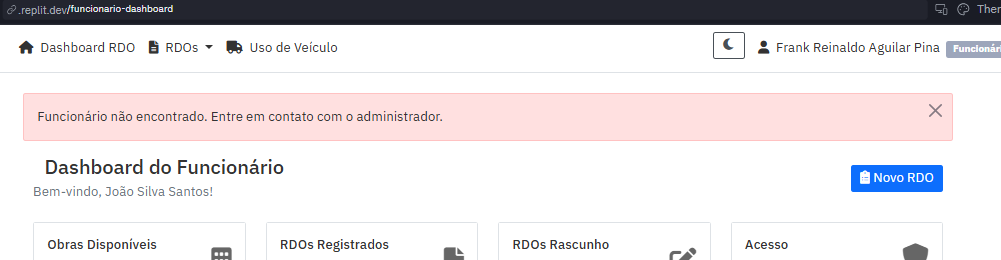 .replit.dev/funcionario-dashboard
Ther
Dashboard RDO RDOs Uso de Veículo Frank Reinaldo Aguilar Pina Funcionári
Funcionário não encontrado. Entre em contato com o administrador.
Dashboard do Funcionário
Bem-vindo, João Silva Santos!
Novo RDO
Obras Disponíveis RDOs Registrados RDOs Rascunho Acesso